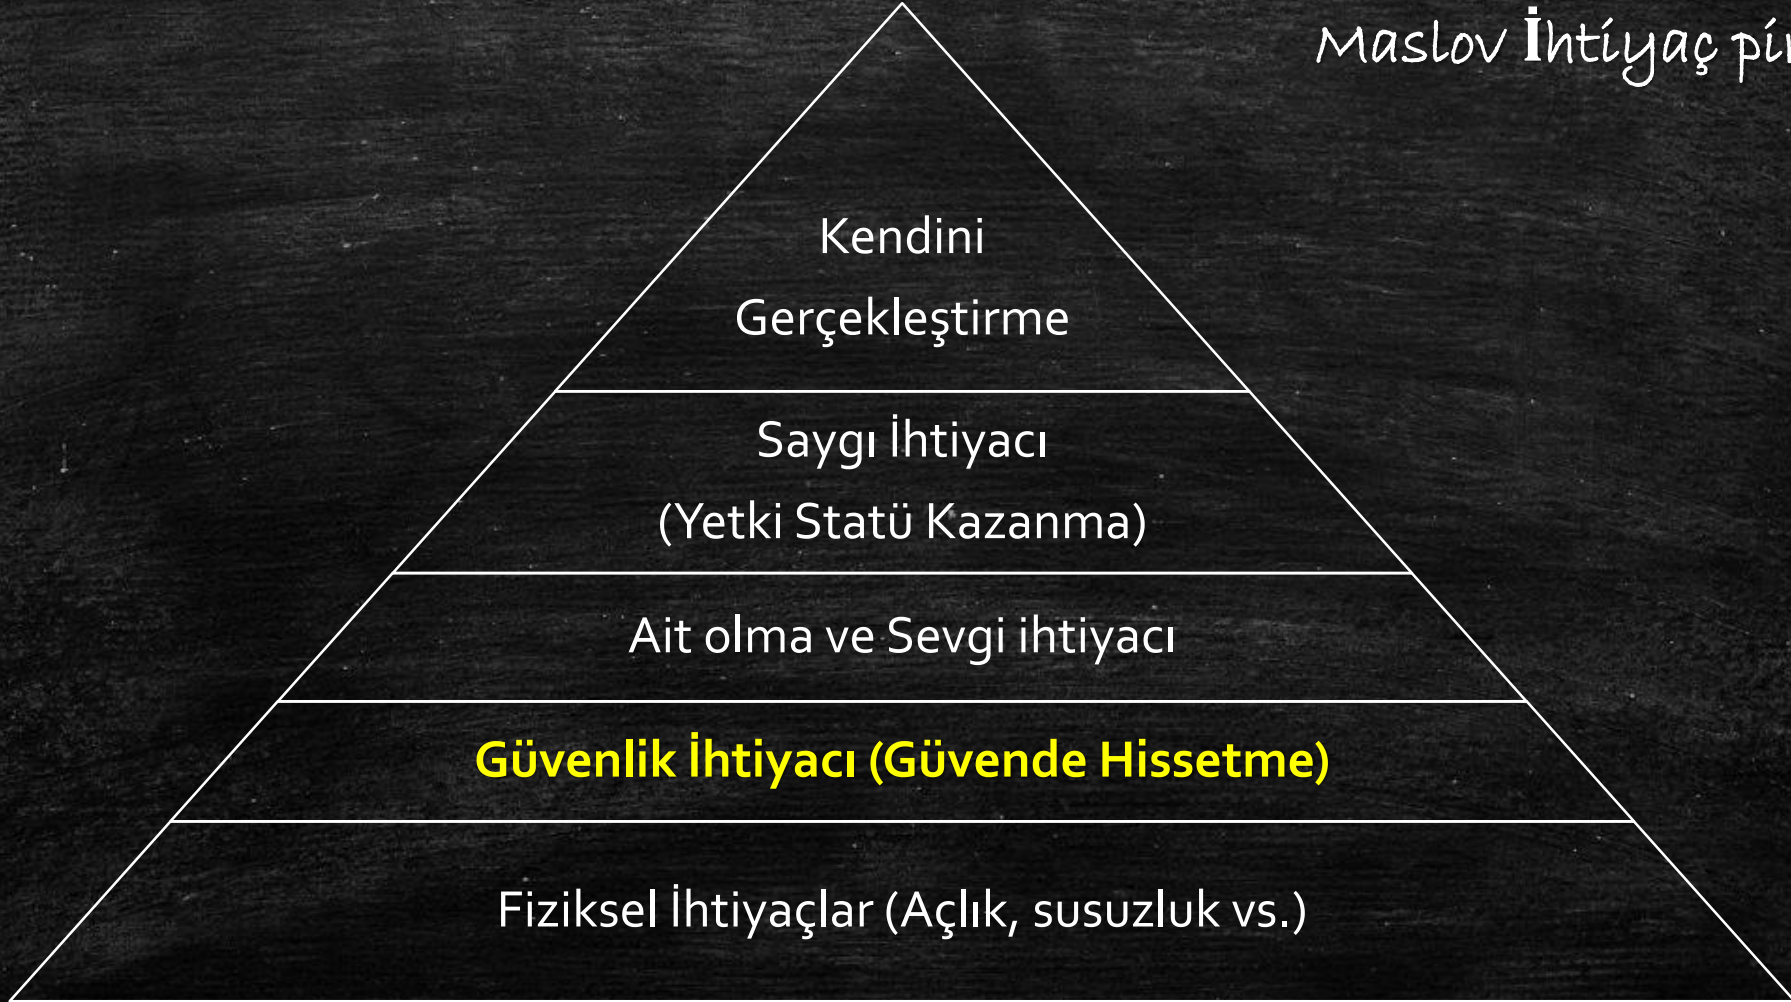 Maslov İhtiyaç
Kendini
Gerçekleştirme
Saygı İhtiyacı
(Yetki Statü Kazanma)
Ait olma ve Sevgi ihtiyacı
Güvenlik İhtiyacı (Güvende Hissetme)
Fiziksel İhtiyaçlar (Açlık, susuzluk vs.)